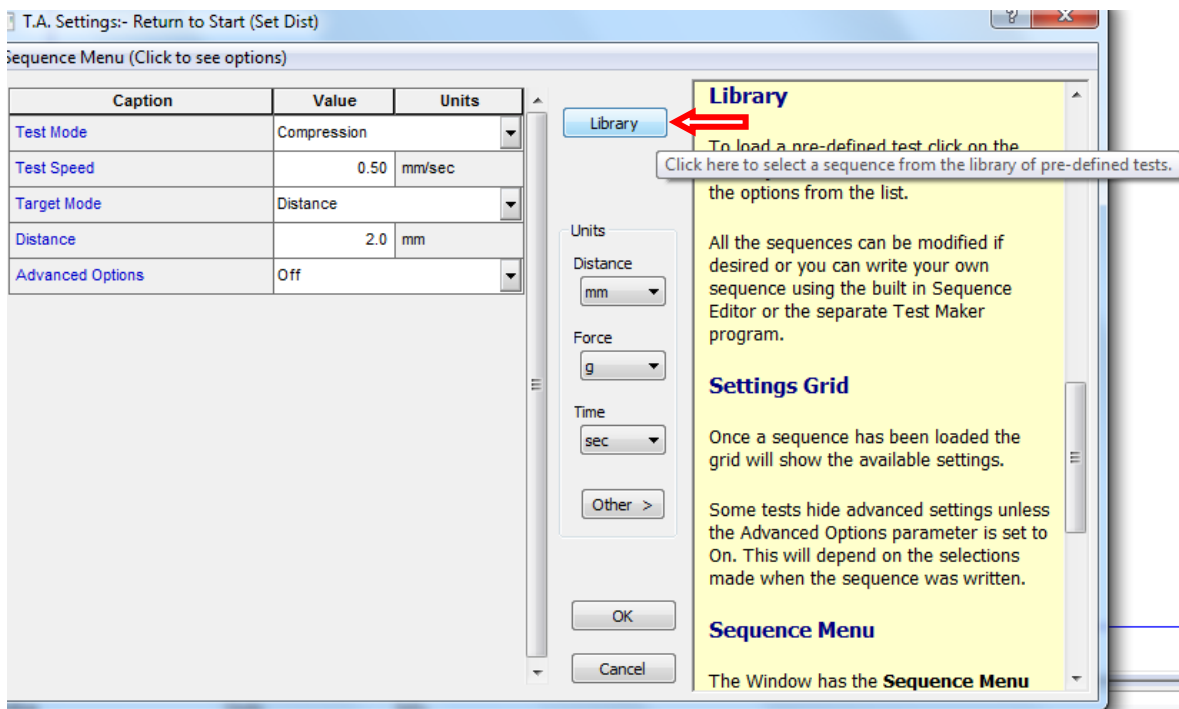 T.A. Settings:- Return to Start (Set Dist)
Sequence Menu (Click to see options)
Caption Value Units
Test Mode Compression
Test Speed 0.50 mm/sec
Target Mode Distance
Distance 2.0 mm
Advanced Options Off
Library
Units
Distance
mm
Force
g
Time
sec
Other >
OK
Cancel
Library
To load a pre-defined test click on the
Click here to select a sequence from the library of pre-defined tests.
the options from the list.
All the sequences can be modified if
desired or you can write your own
sequence using the built in Sequence
Editor or the separate Test Maker
program.
Settings Grid
Once a sequence has been loaded the
grid will show the available settings.
Some tests hide advanced settings unless
the Advanced Options parameter is set to
On. This will depend on the selections
made when the sequence was written.
Sequence Menu
The Window has the Sequence Menu